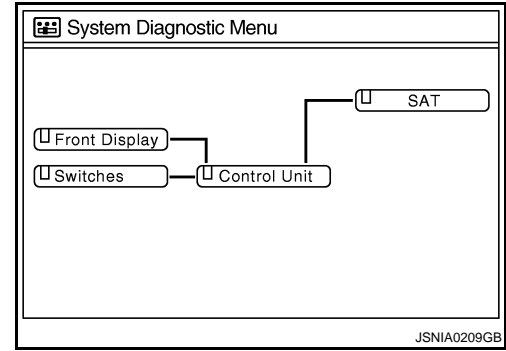 System Diagnostic Menu
SAT
Front Display
Switches
Control Unit
JSNIA0209GB